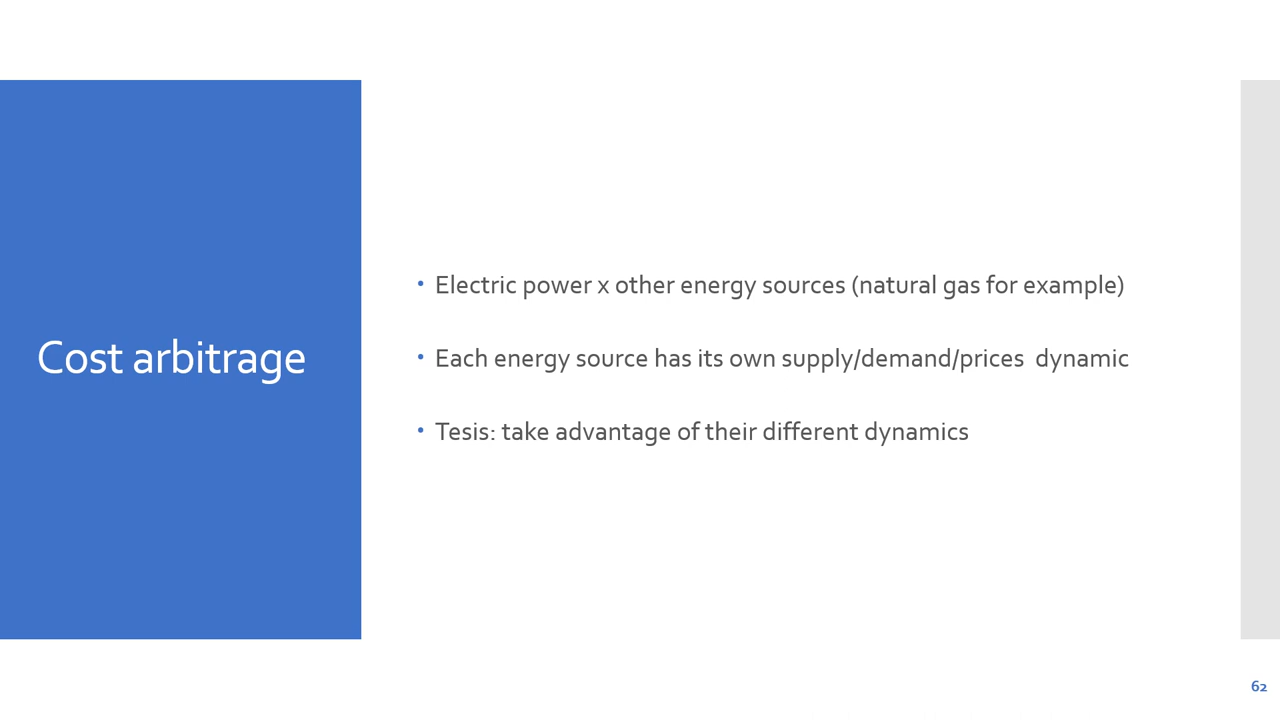 Cost arbitrage
• Electric power x other energy sources (natural gas for example)
• Each energy source has its own supply/demand/prices  dynamic
• Tesis: take advantage of their different dynamics
62